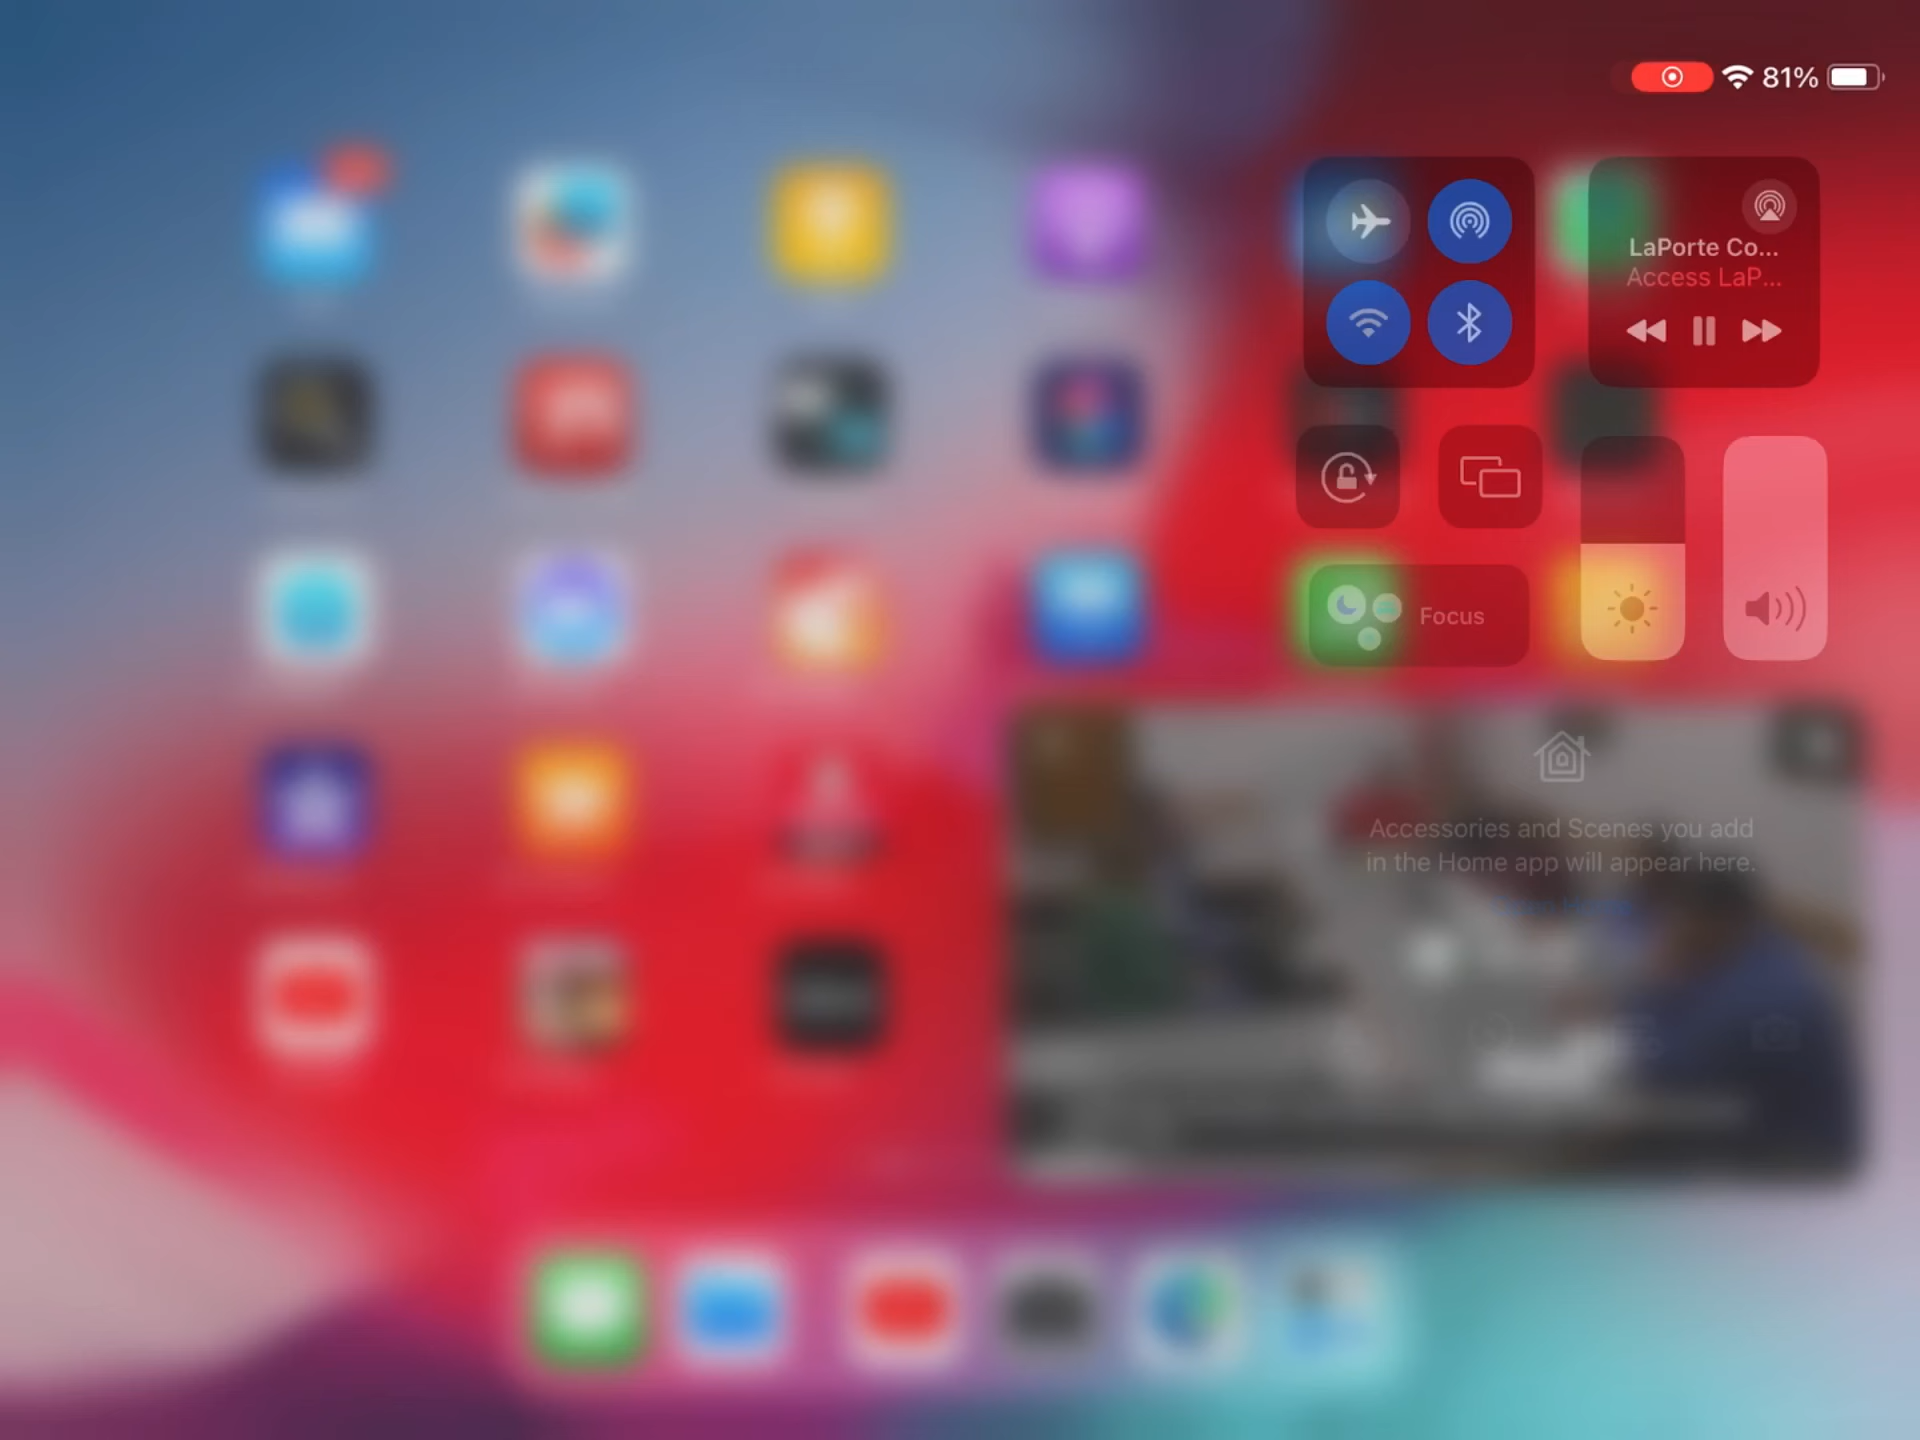 81%
LaPorte Co...
Access LaP...
Focus
Accessories and Scenes you add
in the Home app will appear here.